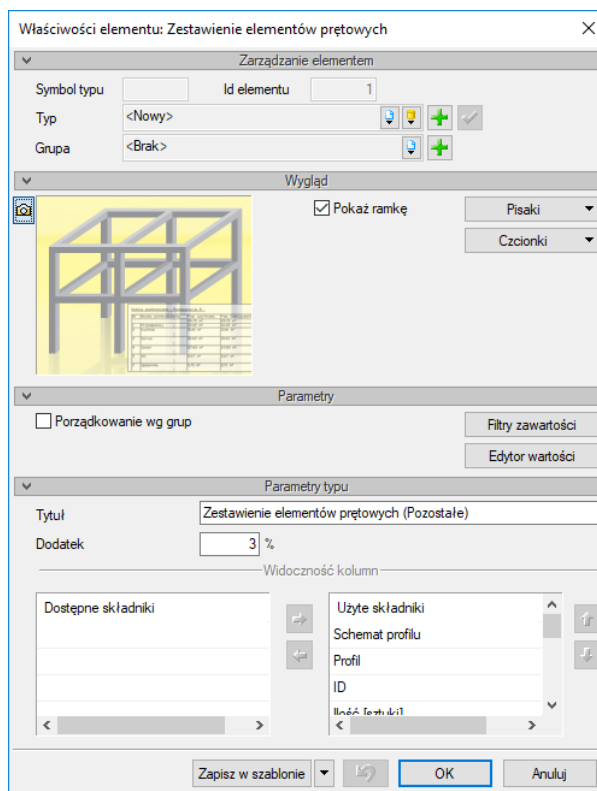 Właściwości elementu: Zestawienie elementów prętowych
Zarządzanie elementem
Symbol typu Id elementu 1
Typ <Nowy>
Grupa <Brak>
Wygląd
Pokaż ramkę Pisaki
Czcionki
Parametry
Porządkowanie wg grup Filtry zawartości
Edytor wartości
Parametry typu
Tytuł Zestawienie elementów prętowych (Pozostałe)
Dodatek 3 %
Widoczność kolumn
Dostępne składniki Użyte składniki
Schemat profilu
Profil
ID
Ilość [sztuki]
Zapisz w szablonie OK Anuluj